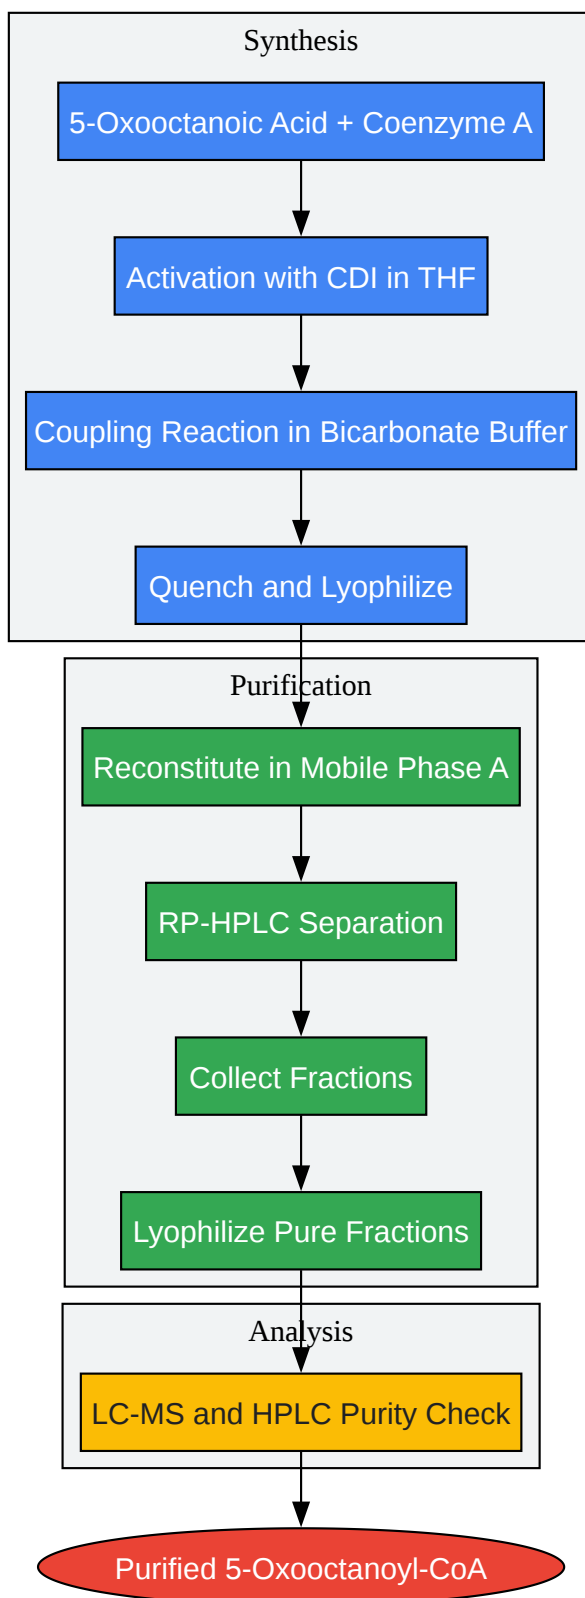 Synthesis
5-Oxooctanoic Acid + Coenzyme A
Activation with CDI in THF
Coupling Reaction in Bicarbonate Buffer
Quench and Lyophilize
Purification
Reconstitute in Mobile Phase A
RP-HPLC Separation
Collect Fractions
Lyophilize Pure Fractions
Analysis
LC-MS and HPLC Purity Check
Purified 5-Oxooctanoyl-CoA